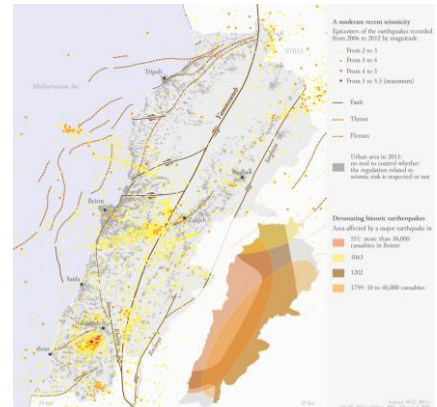 A moderate recent seismicity
Epicenters of the earthquakes recorded
from 2006 to 2012 by magnitude
From 2 to 3
From 3 to 4
From 4 to 5
From 5 to 5.5 (maximum)
Fault
Thrust
Flexure
Urban area in 2013:
no tool to control whether
the regulation related to
seismic risk is respected or not
Devastating historic earthquakes
Area affected by a major earthquake in
551: more than 30,000
casualties in Beirut
1063
1202
1759: 10 to 40,000 casualties
SYRIA
Mediterranean Sea
Tripoli
Yammouneh
Baalbek
Beirut
Zahleh
Saida
Sour
25 km